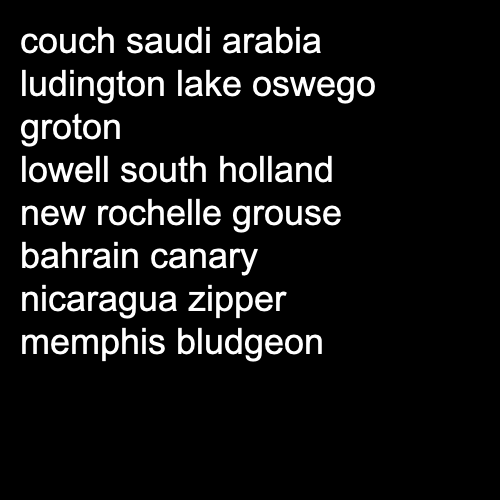 couch saudi arabia
ludington lake oswego
groton
lowell south holland
new rochelle grouse
bahrain canary
nicaragua zipper
memphis bludgeon